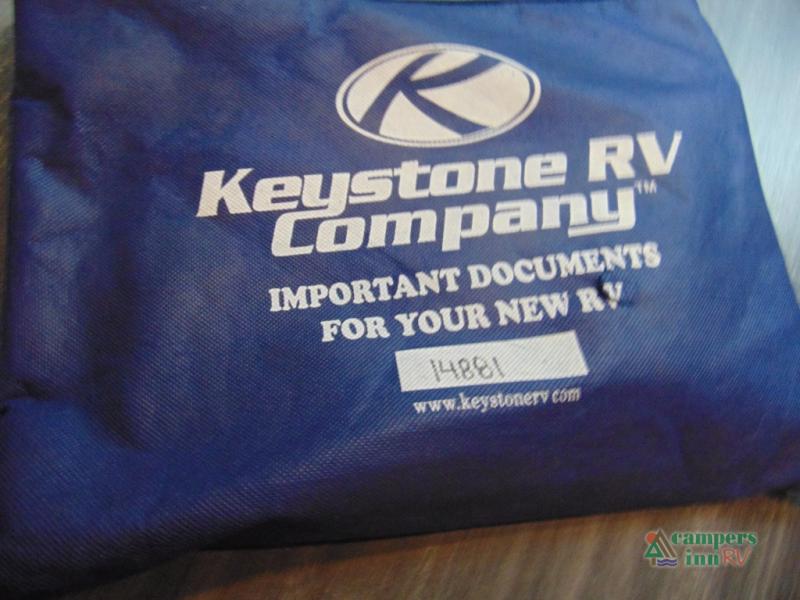 K
Keystone RV
Company™
IMPORTANT DOCUMENTS
FOR YOUR NEW RV
14881
www.keystonerv.com
campers
inn RV